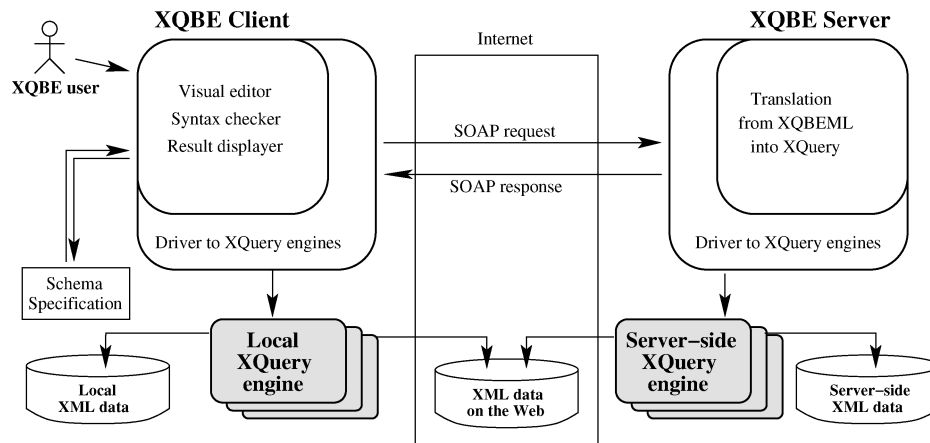 XQBE Client
XQBE Server
Internet
XQBE user
Visual editor
Syntax checker
Result displayer
SOAP request
SOAP response
Translation
from XQBEML
into XQuery
Driver to XQuery engines
Driver to XQuery engines
Schema
Specification
Local
XQuery
engine
Server−side
XQuery
engine
Local
XML data
XML data
on the Web
Server−side
XML data